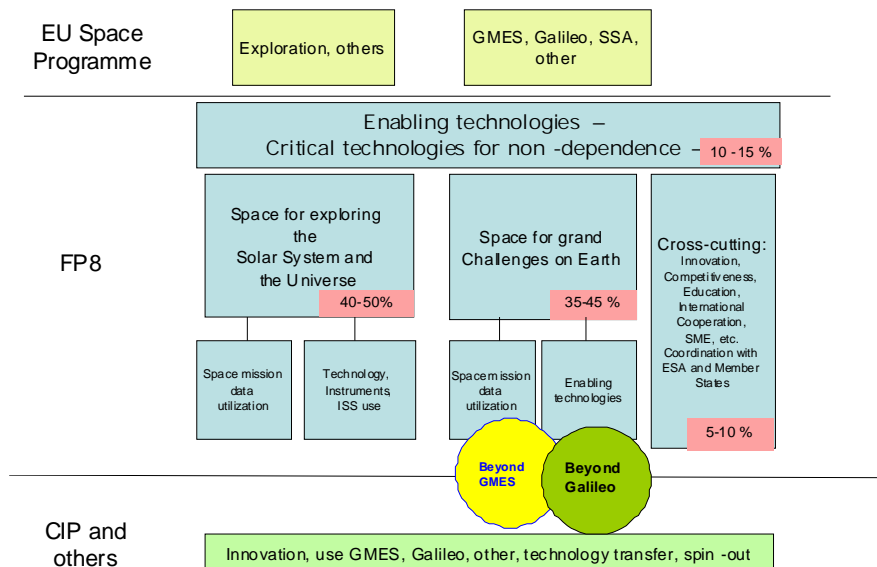 EU Space
Programme
Exploration, others
GMES, Galileo, SSA,
other
Enabling technologies –
Critical technologies for non -dependence –
10 -15 %
FP8
Space for exploring
the
Solar System and
the Universe
40-50%
Space mission
data
utilization
Technology,
Instruments,
ISS use
Space for grand
Challenges on Earth
35-45 %
Space mission
data
utilization
Enabling
technologies
Cross-cutting:
Innovation,
Competitiveness,
Education,
International
Cooperation,
SME, etc.
Coordination with
ESA and Member
States
5-10 %
Beyond
GMES
Beyond
Galileo
CIP and
others
Innovation, use GMES, Galileo, other, technology transfer, spin -out